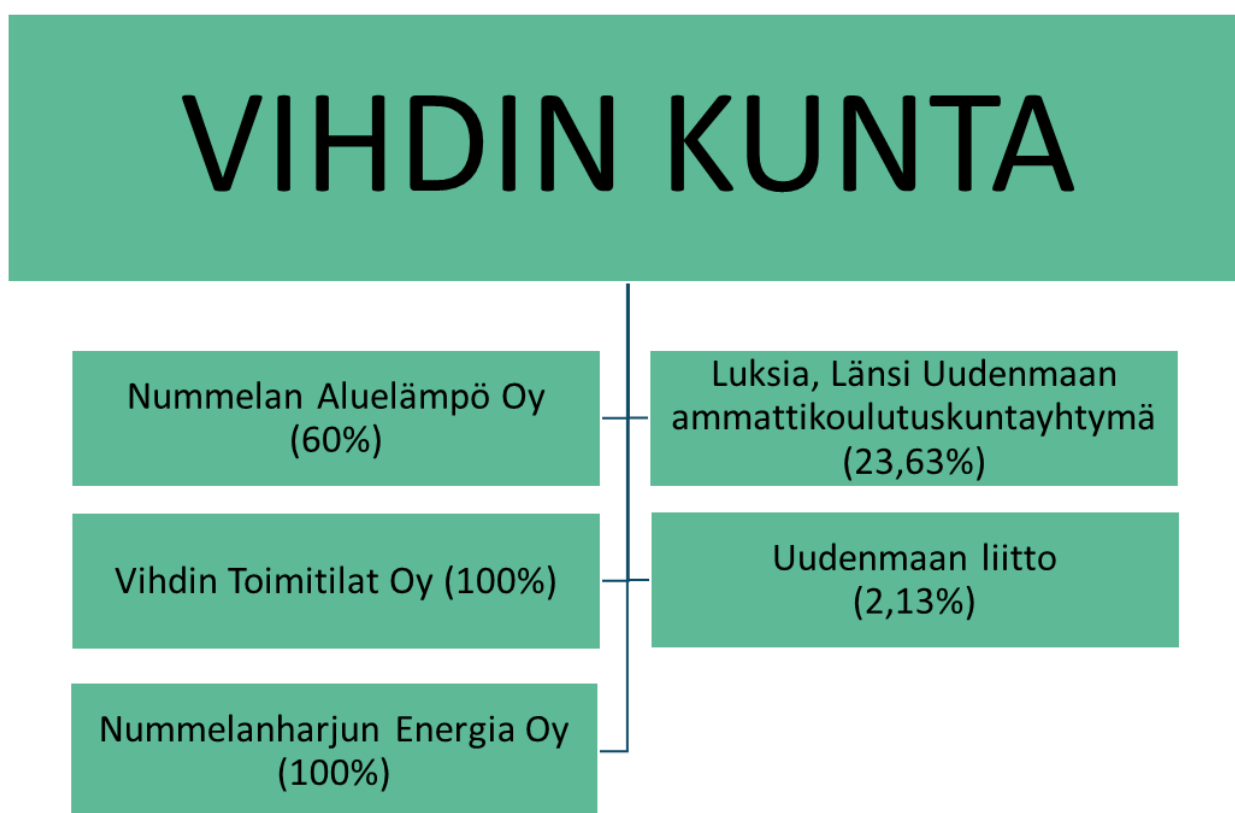 VIHDIN KUNTA
Nummelan Aluelämpö Oy
(60%)
Luksia, Länsi Uudenmaan
ammattikoulutuskuntayhtymä
(23,63%)
Vihdin Toimitilat Oy (100%)
Uudenmaan liitto
(2,13%)
Nummelanharjun Energia Oy
(100%)